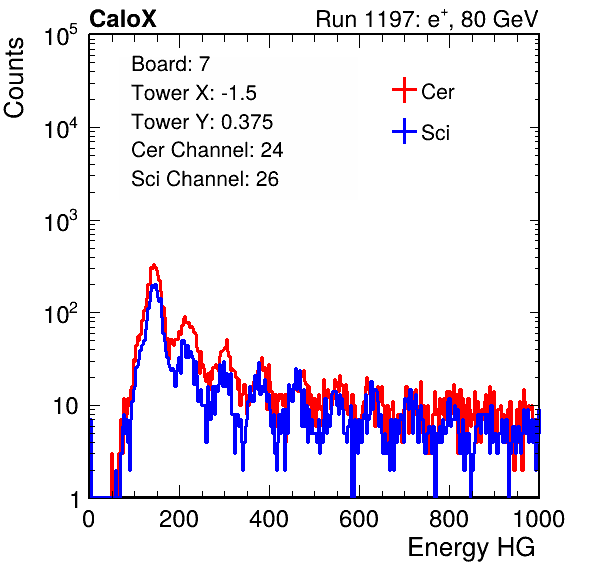 CaloX Run 1197: e⁺, 80 GeV
Counts
Board: 7
Tower X: -1.5
Tower Y: 0.375
Cer Channel: 24
Sci Channel: 26
Cer
Sci
10⁵
10⁴
10³
10²
10
1
0 200 400 600 800 1000
Energy HG